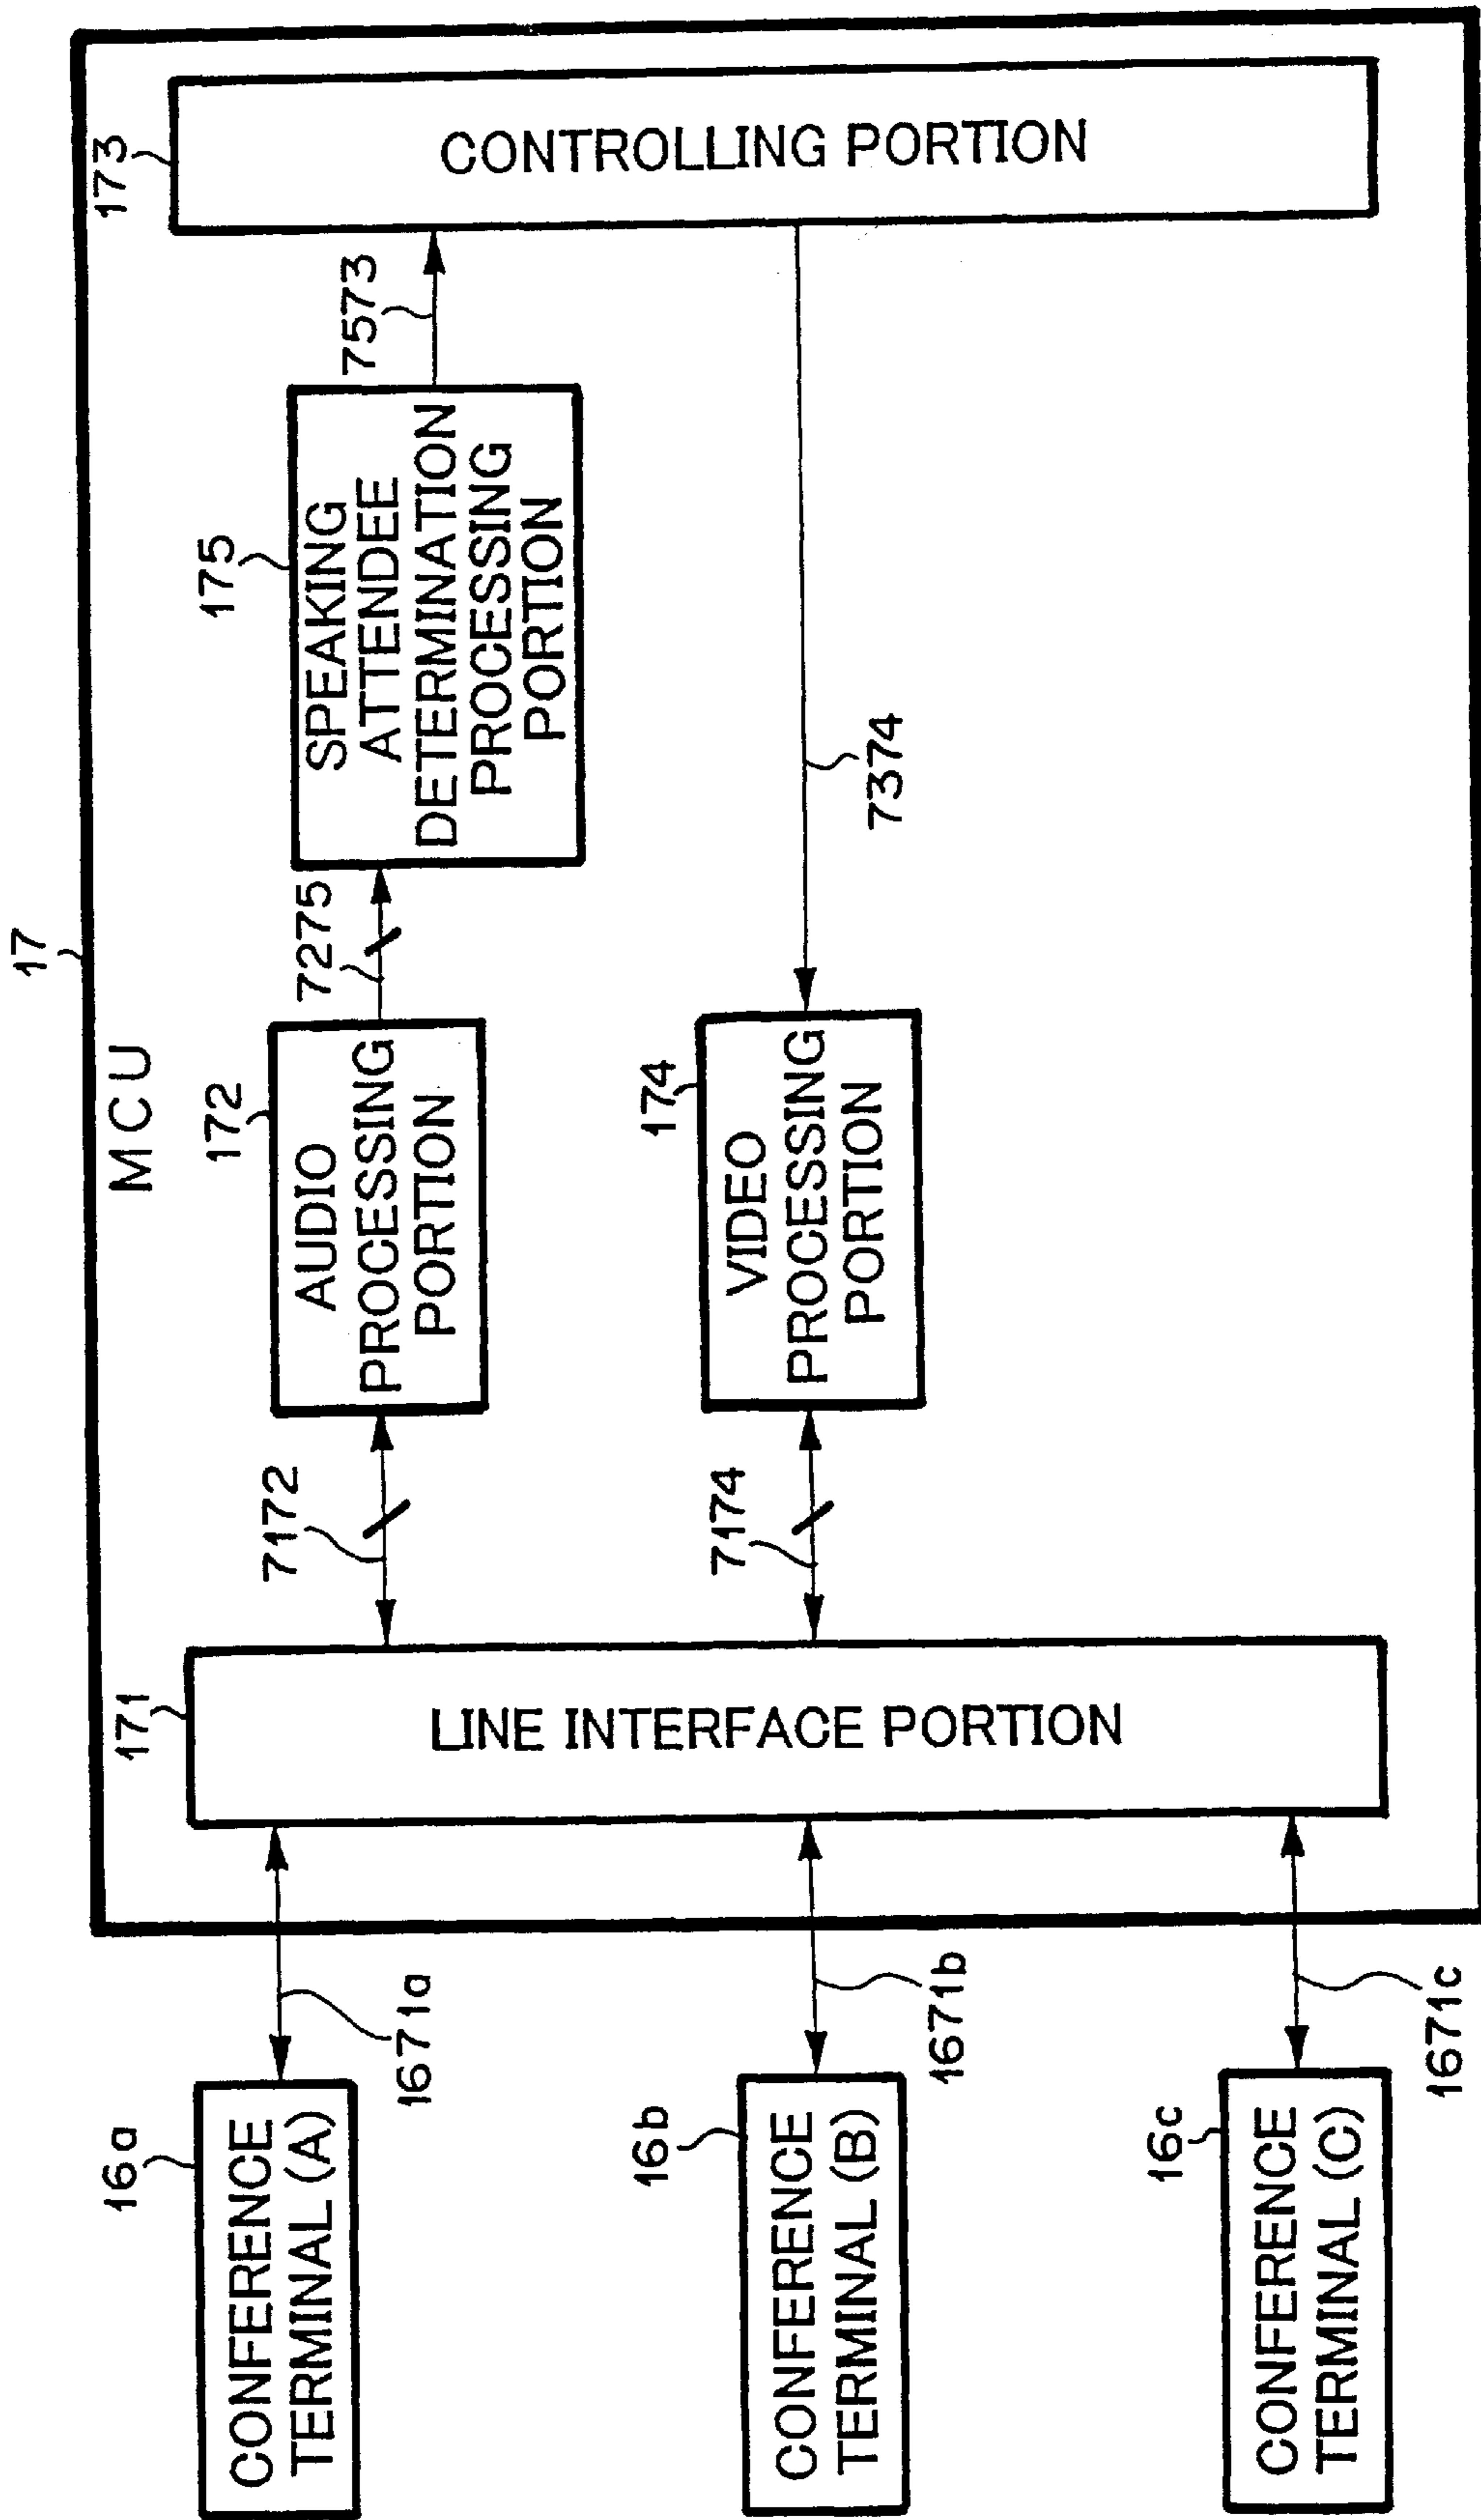 17
MCU
16a
CONFERENCE
TERMINAL (A)
1671a
16b
CONFERENCE
TERMINAL (B)
1671b
16c
CONFERENCE
TERMINAL (C)
1671c
171
LINE INTERFACE PORTION
7172
172
AUDIO
PROCESSING
PORTION
7174
174
VIDEO
PROCESSING
PORTION
7275
175
SPEAKING
ATTENDEE
DETERMINATION
PROCESSING
PORTION
7573
7374
173
CONTROLLING PORTION